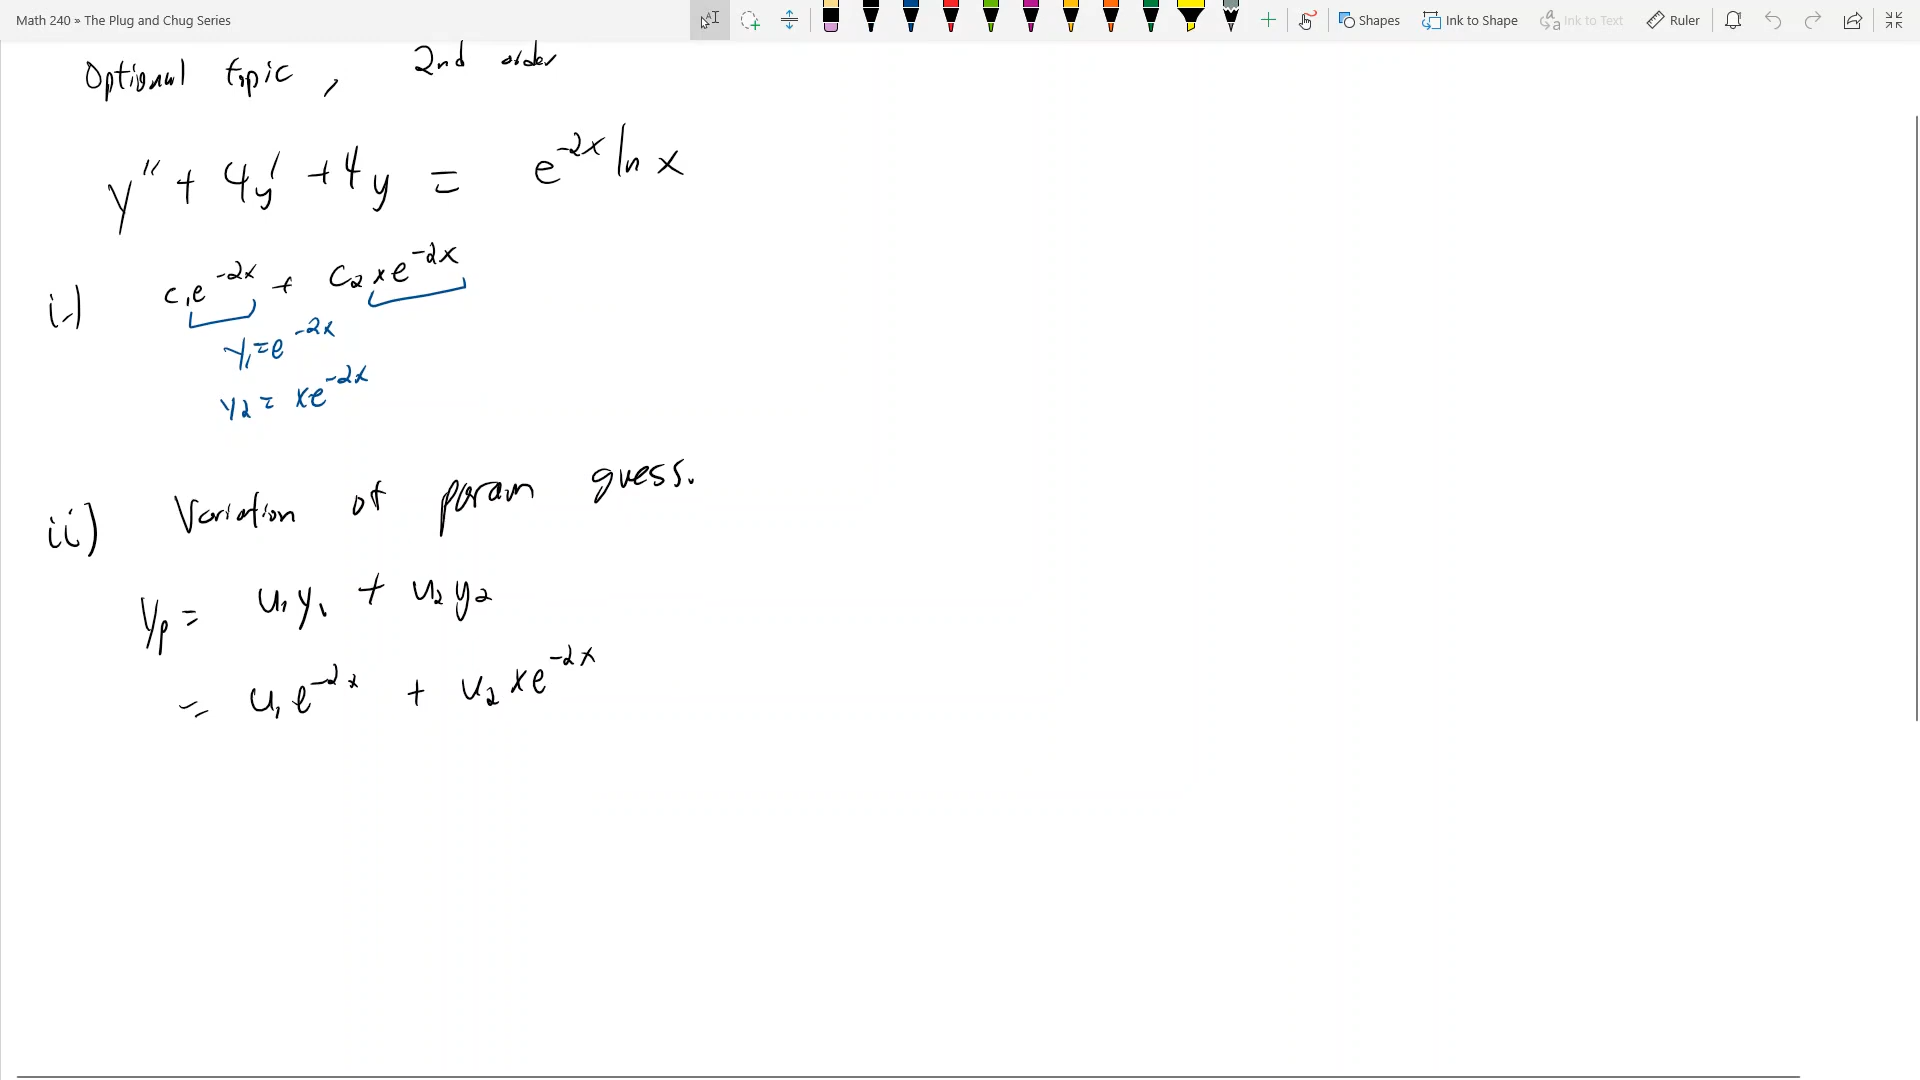 Math 240 » The Plug and Chug Series
Shapes Ink to Shape Ink to Text Ruler
Optional topic, 2nd order
y'' + 4y' + 4y = e^{-2x} ln x
i-) c₁e^{-2x} + c₂xe^{-2x}
y₁=e^{-2x}
y₂ = xe^{-2x}
ii) Variation of param guess.
yₚ = u₁y₁ + u₂y₂
= u₁e^{-2x} + u₂xe^{-2x}